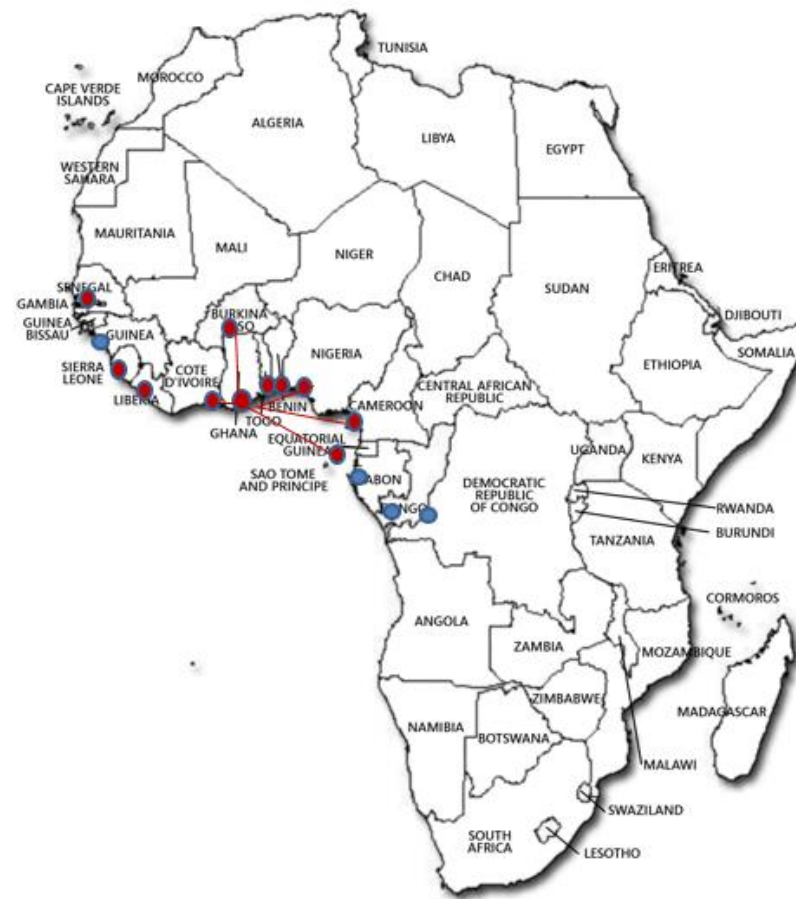 TUNISIA
MOROCCO
CAPE VERDE
ISLANDS
ALGERIA
LIBYA
EGYPT
WESTERN
SAHARA
MAURITANIA
MALI
NIGER
CHAD
SUDAN
ERITREA
SENEGAL
GAMBIA
DJIBOUTI
GUINEA
BISSAU
GUINEA
BURKINA
SO
NIGERIA
SOMALIA
ETHIOPIA
SIERRA
LEONE
COTE
D'IVOIRE
LIBERIA
BENIN
TOGO
GHANA
CAMEROON
CENTRAL AFRICAN
REPUBLIC
EQUATORIAL
GUINEA
SAO TOME
AND PRINCIPE
ABON
NGO
DEMOCRATIC
REPUBLIC
OF CONGO
UGANDA
KENYA
RWANDA
BURUNDI
TANZANIA
CORMOROS
ANGOLA
ZAMBIA
MOZAMBIQUE
ZIMBABWE
MADAGASCAR
NAMIBIA
BOTSWANA
MALAWI
SWAZILAND
SOUTH
AFRICA
LESOTHO